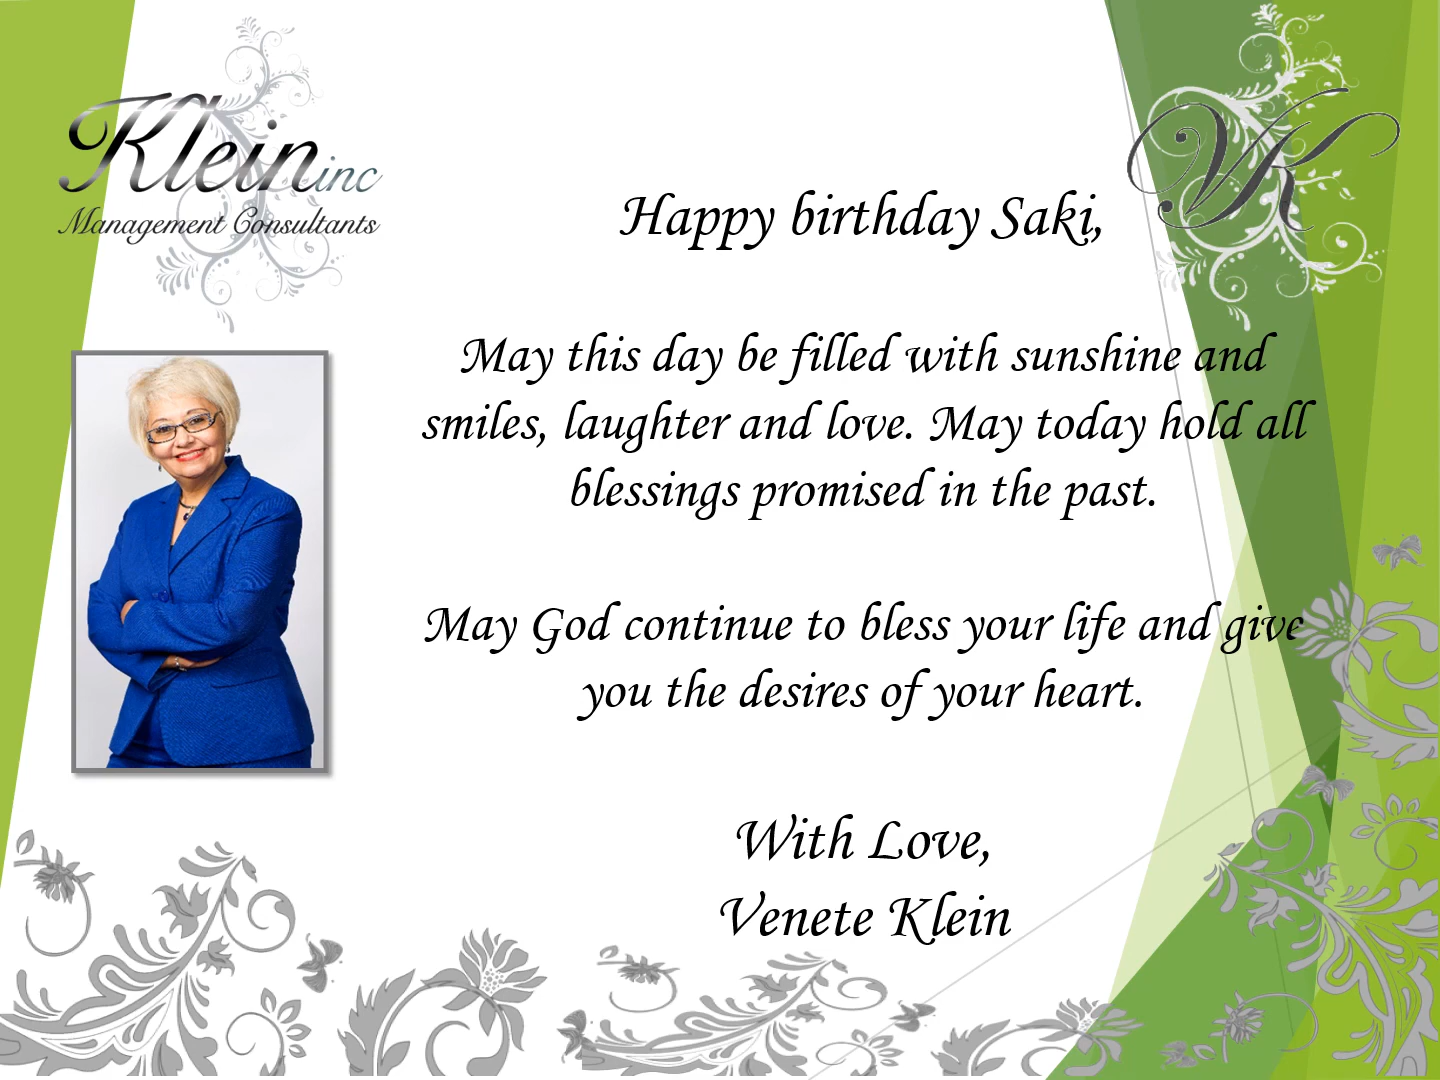 Klein inc
Management Consultants
VK
Happy birthday Saki,
May this day be filled with sunshine and
smiles, laughter and love. May today hold all
blessings promised in the past.
May God continue to bless your life and give
you the desires of your heart.
With Love,
Venete Klein